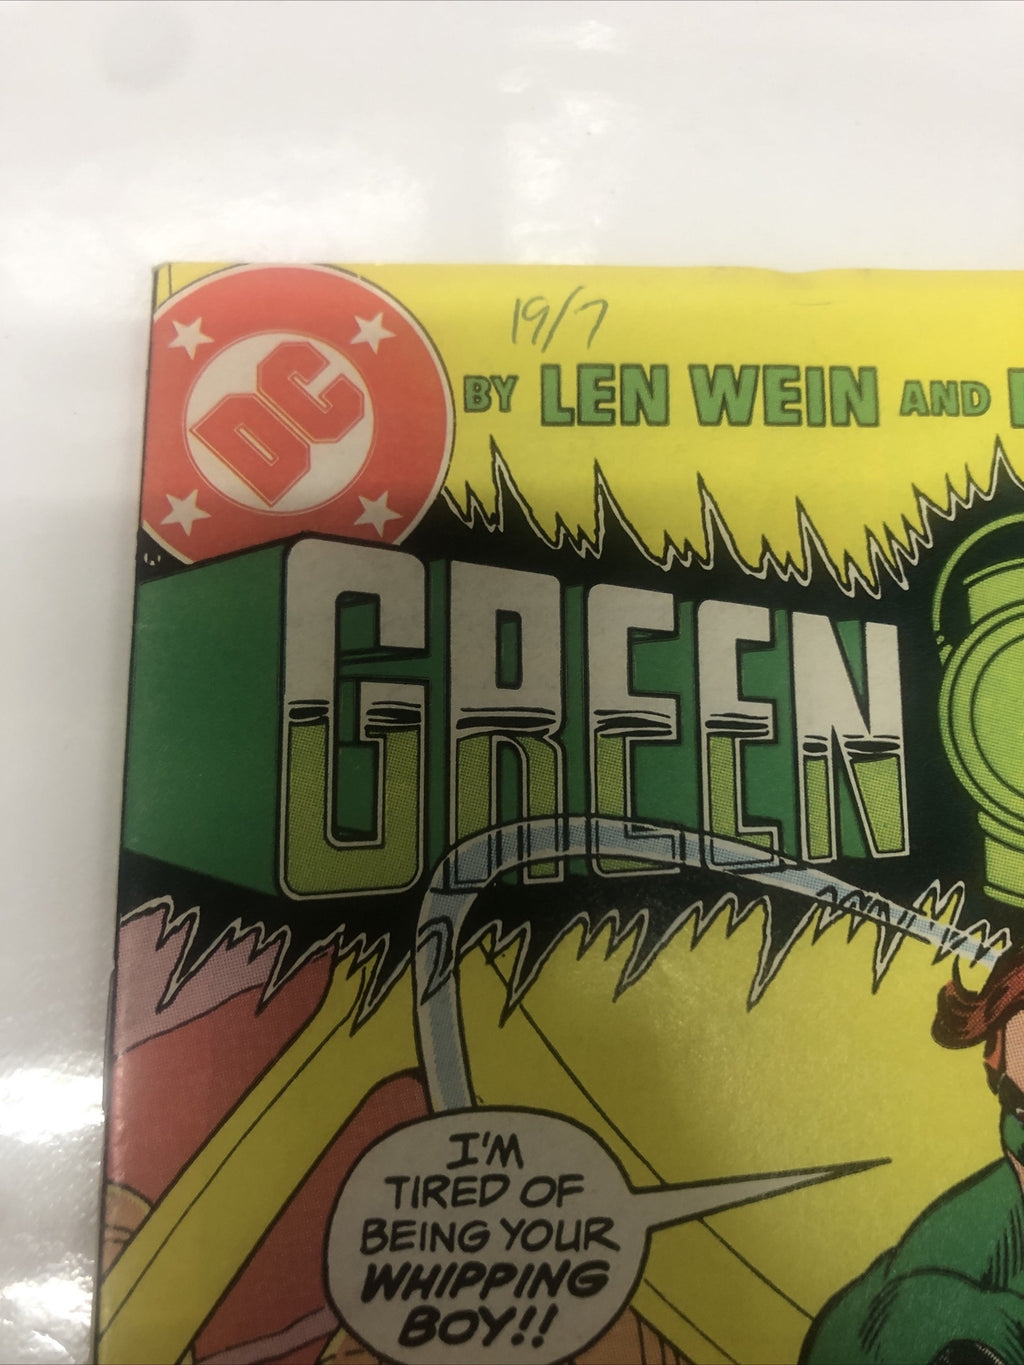 19/7
DC
BY LEN WEIN AND
GREEN
I'M
TIRED OF
BEING YOUR
WHIPPING
BOY!!